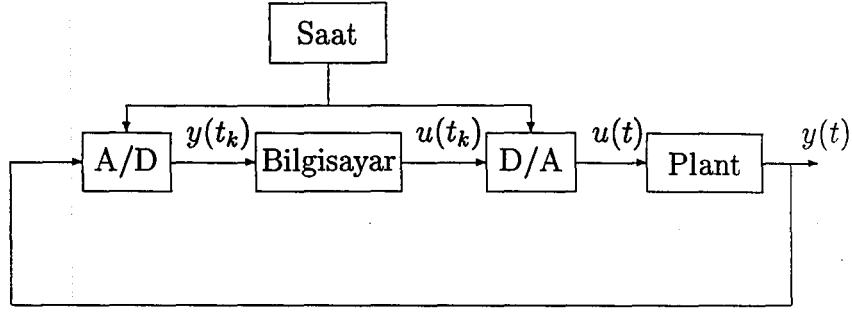 Saat
y(t_k) u(t_k) u(t) y(t)
A/D Bilgisayar D/A Plant